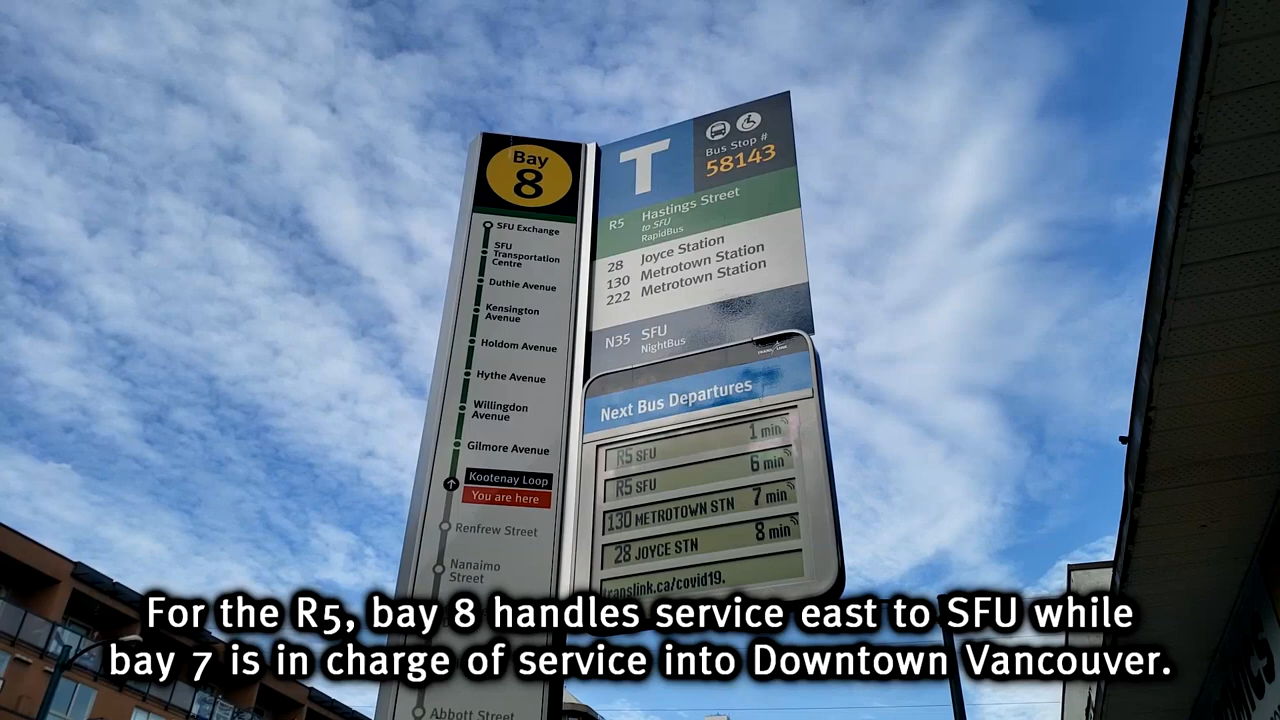 Bay
8
SFU Exchange
SFU
Transportation
Centre
Duthie Avenue
Kensington
Avenue
Holdom Avenue
Hythe Avenue
Willingdon
Avenue
Gilmore Avenue
Kootenay Loop
You are here
Renfrew Street
Nanaimo
Street
Abbott Street
T
Bus Stop #
58143
R5 Hastings Street
to SFU
RapidBus
28 Joyce Station
130 Metrotown Station
222 Metrotown Station
N35 SFU
NightBus
Next Bus Departures
R5 SFU 1 min
R5 SFU 6 min
130 METROTOWN STN 7 min
28 JOYCE STN 8 min
translink.ca/covid19.
For the R5, bay 8 handles service east to SFU while
bay 7 is in charge of service into Downtown Vancouver.